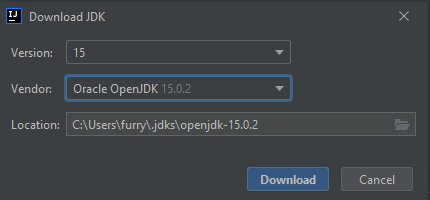 IJ Download JDK
Version: 15
Vendor: Oracle OpenJDK 15.0.2
Location: C:\Users\furry\.jdks\openjdk-15.0.2
Download Cancel